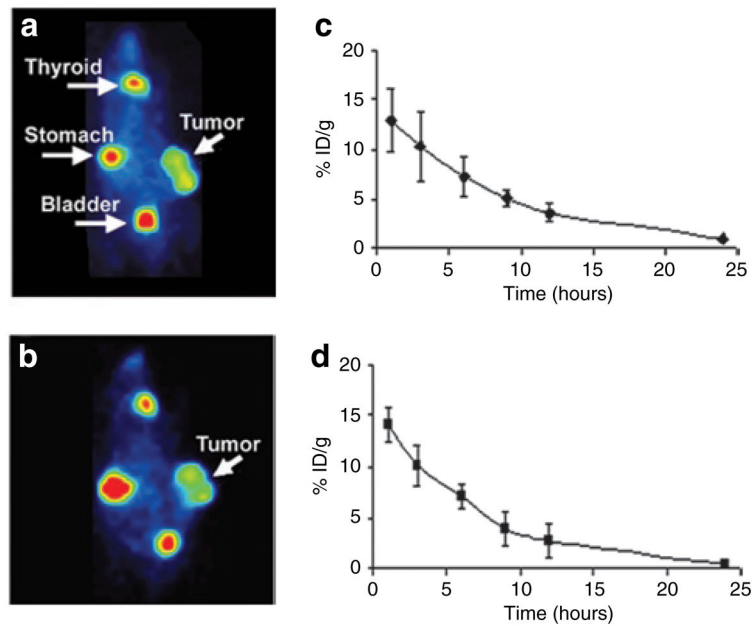 a
Thyroid
Stomach
Tumor
Bladder
c
20
15
10
5
0
% ID/g
0 5 10 15 20 25
Time (hours)
b
Tumor
d
20
15
10
5
0
% ID/g
0 5 10 15 20 25
Time (hours)